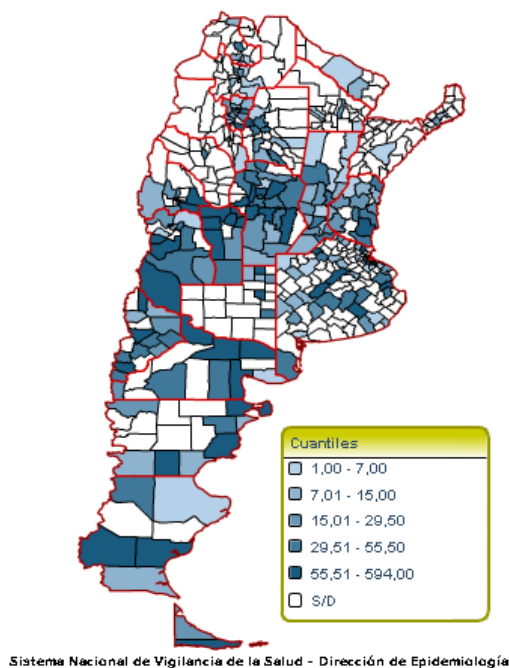 Cuantiles
1,00 - 7,00
7,01 - 15,00
15,01 - 29,50
29,51 - 55,50
55,51 - 594,00
S/D
Sistema Nacional de Vigilancia de la Salud - Dirección de Epidemiología